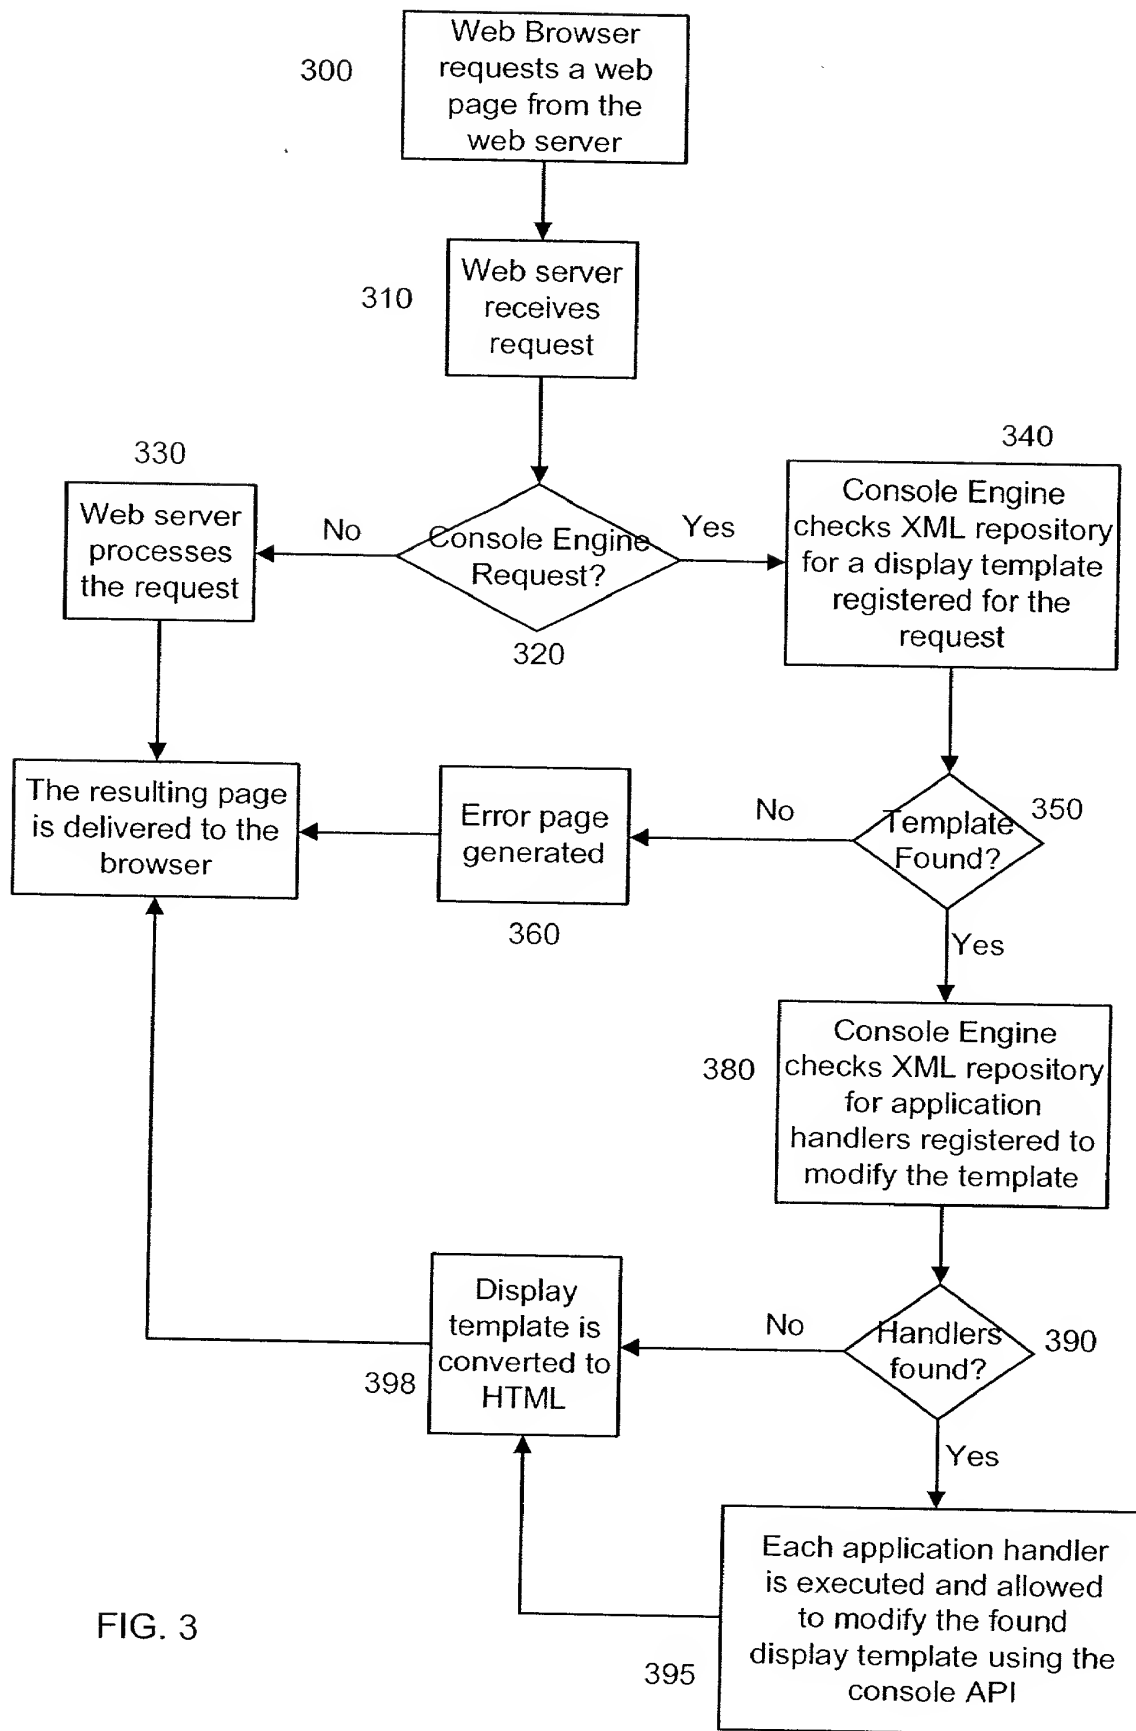 Web Browser
requests a web
page from the
web server
300
Web server
receives
request
310
Console Engine
Request?
320
No
Yes
330
Web server
processes
the request
340
Console Engine
checks XML repository
for a display template
registered for the
request
The resulting page
is delivered to the
browser
Error page
generated
360
No
Template
Found?
350
Yes
Console Engine
checks XML repository
for application
handlers registered to
modify the template
380
Display
template is
converted to
HTML
398
No
Handlers
found?
390
Yes
Each application handler
is executed and allowed
to modify the found
display template using the
console API
395
FIG. 3